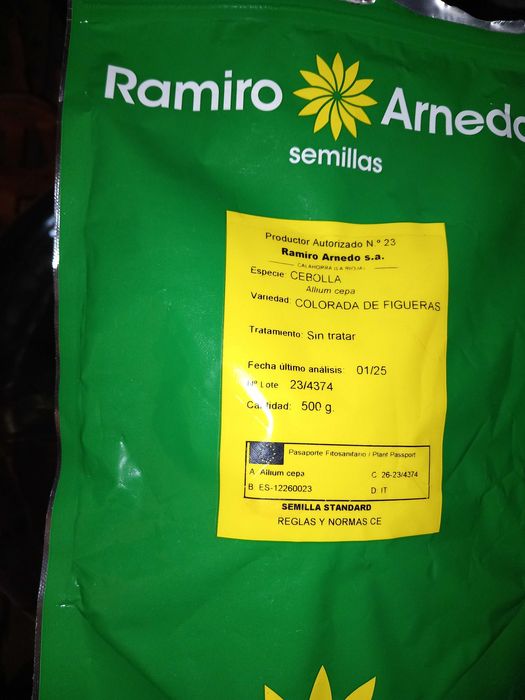 Ramiro Arnedo
semillas
Productor Autorizado N.º 23
Ramiro Arnedo s.a.
CALAHORRA (LA RIOJA)
Especie: CEBOLLA
Allium cepa
Variedad: COLORADA DE FIGUERAS
Tratamiento: Sin tratar
Fecha último análisis: 01/25
Nº Lote 23/4374
Cantidad: 500 g.
Pasaporte Fitosanitario / Plant Passport
A Allium cepa C 26-23/4374
B ES-12260023 D IT
SEMILLA STANDARD
REGLAS Y NORMAS CE